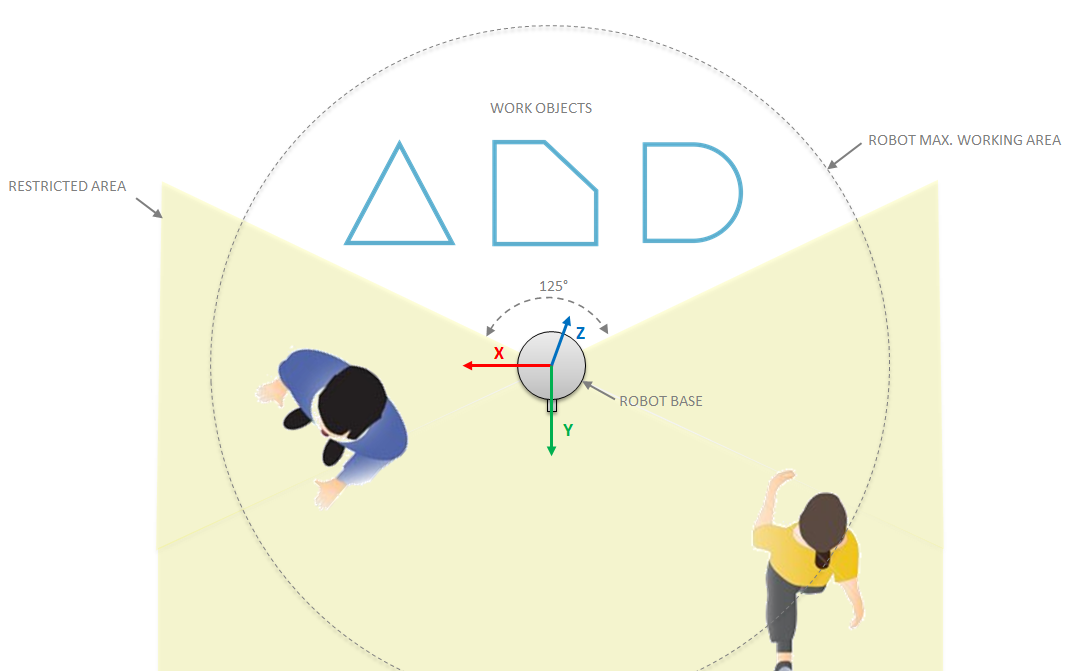 WORK OBJECTS
ROBOT MAX. WORKING AREA
RESTRICTED AREA
125°
Z
X
ROBOT BASE
Y